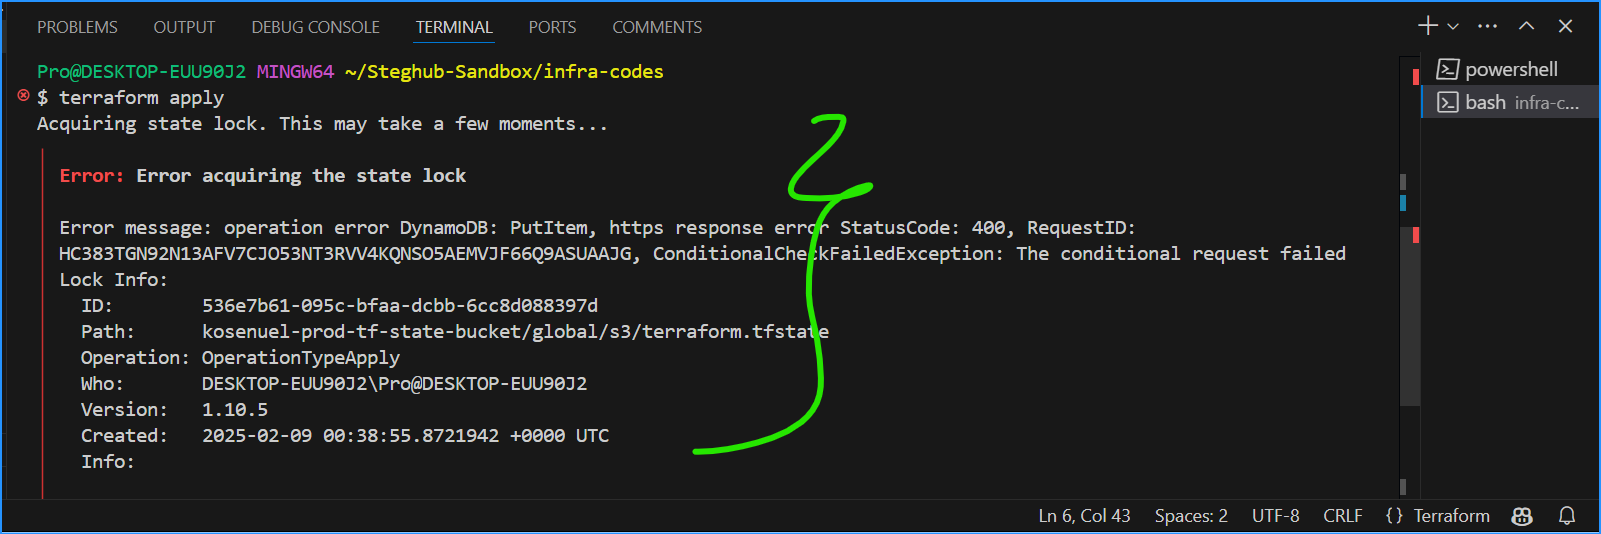 PROBLEMS OUTPUT DEBUG CONSOLE TERMINAL PORTS COMMENTS
powershell
bash infra-c...
Pro@DESKTOP-EUU90J2 MINGW64 ~/Steghub-Sandbox/infra-codes
$ terraform apply
Acquiring state lock. This may take a few moments...
Error: Error acquiring the state lock
Error message: operation error DynamoDB: PutItem, https response error StatusCode: 400, RequestID:
HC383TGN92N13AFV7CJO53NT3RVV4KQNSO5AEMVJF66Q9ASUAAJG, ConditionalCheckFailedException: The conditional request failed
Lock Info:
ID: 536e7b61-095c-bfaa-dcbb-6cc8d088397d
Path: kosenuel-prod-tf-state-bucket/global/s3/terraform.tfstate
Operation: OperationTypeApply
Who: DESKTOP-EUU90J2\Pro@DESKTOP-EUU90J2
Version: 1.10.5
Created: 2025-02-09 00:38:55.8721942 +0000 UTC
Info:
Ln 6, Col 43 Spaces: 2 UTF-8 CRLF {} Terraform